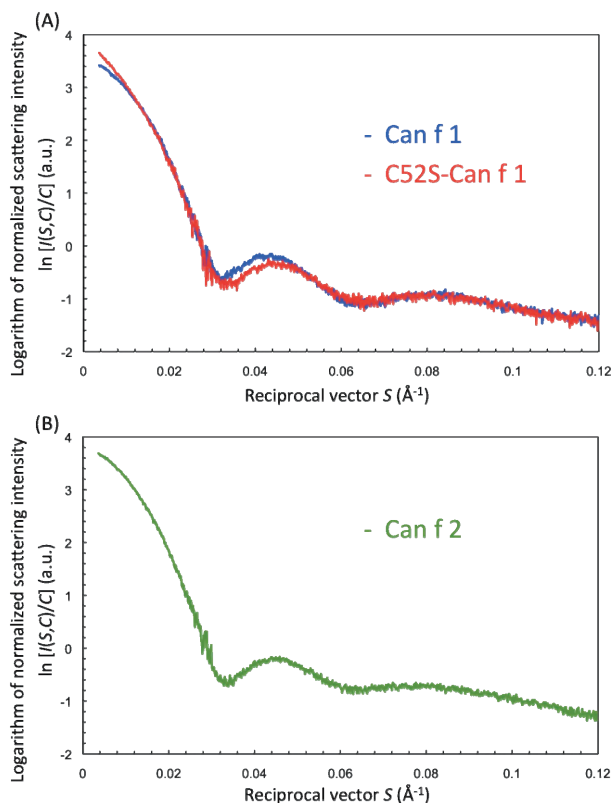 (A)
Logarithm of normalized scattering intensity
ln [I(S,C)/C] (a.u.)
4
3
2
1
0
-1
-2
- Can f 1
- C52S-Can f 1
0
0.02
0.04
0.06
0.08
0.1
0.12
Reciprocal vector S (Å-1)
(B)
Logarithm of normalized scattering intensity
ln [I(S,C)/C] (a.u.)
4
3
2
1
0
-1
-2
- Can f 2
0
0.02
0.04
0.06
0.08
0.1
0.12
Reciprocal vector S (Å-1)